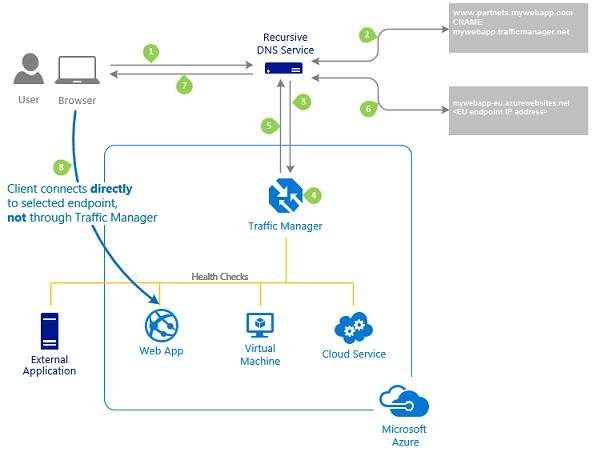 www.partnets.mywebapp.com
CNAME
mywebapp.trafficmanager.net
Recursive
DNS Service
1
2
7
3
5
6
User
Browser
mywebapp-eu.azurewebsites.net
<EU endpoint IP address>
8
Client connects directly
to selected endpoint,
not through Traffic Manager
4
Traffic Manager
Health Checks
External
Application
Web App
Virtual
Machine
Cloud Service
Microsoft
Azure